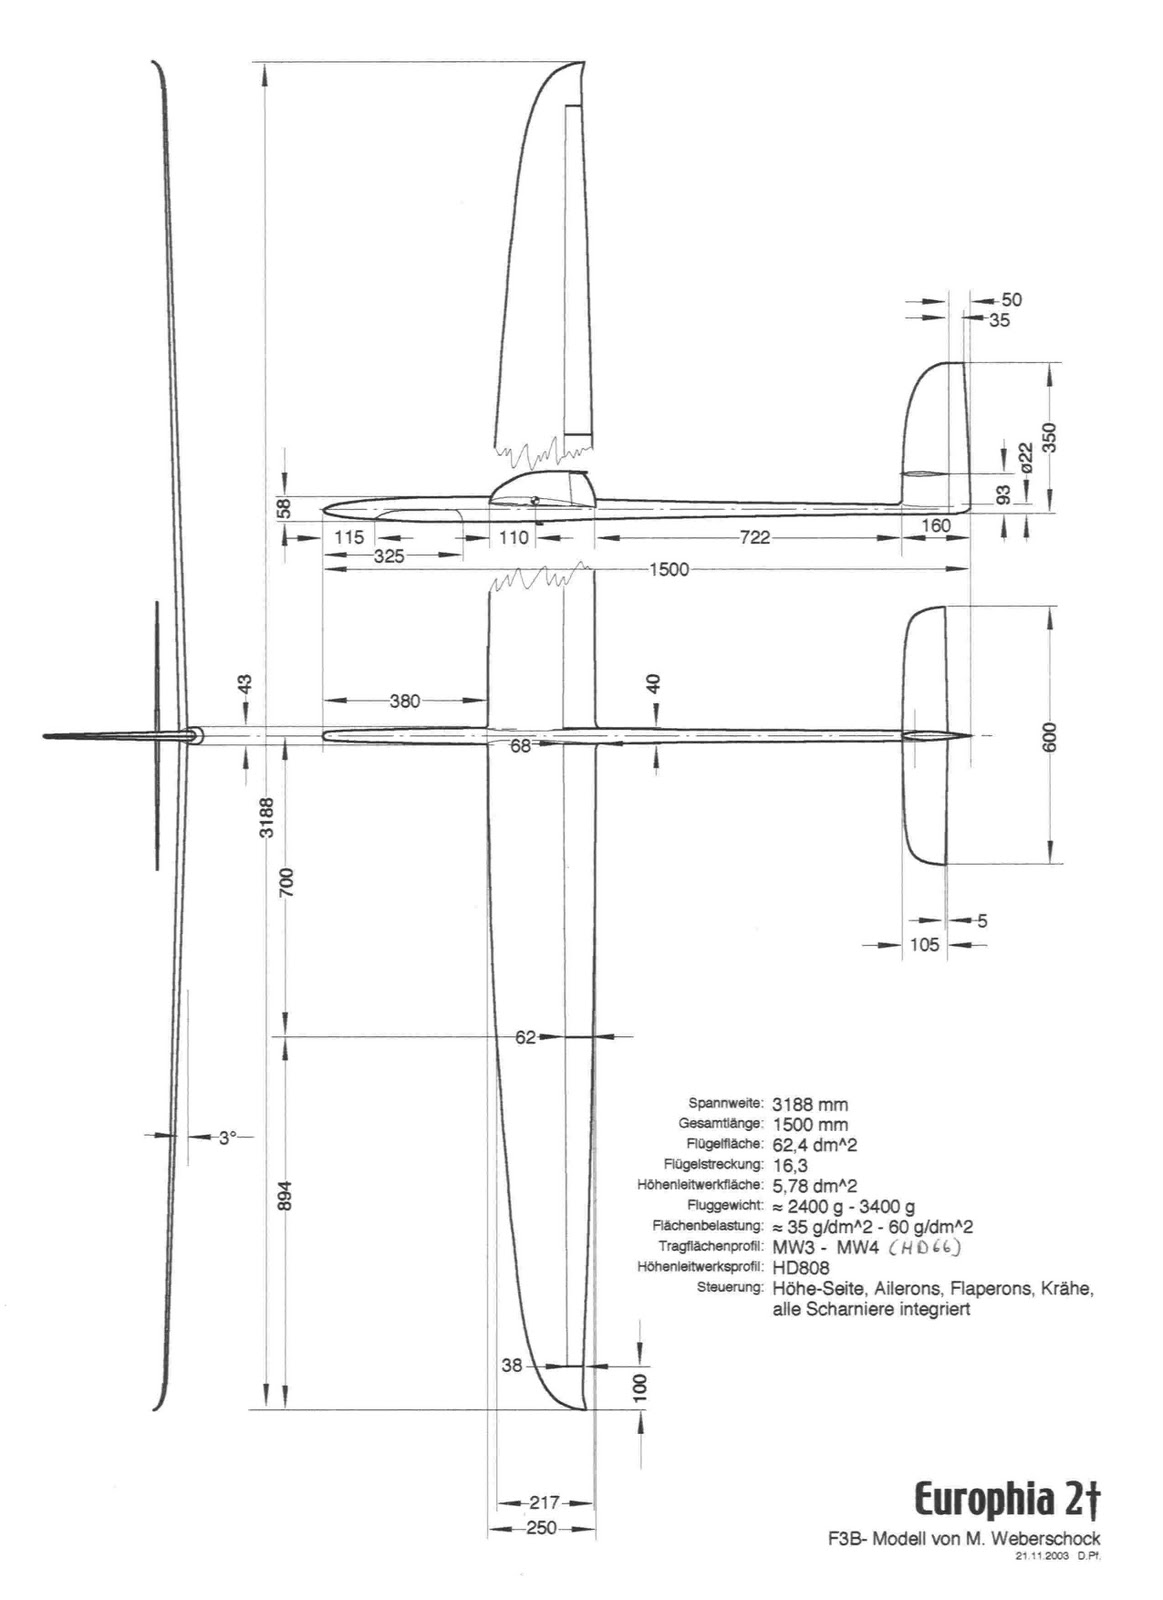 50
35
350
ø22
93
58
115
110
722
160
325
1500
43
380
40
68
600
3188
700
5
105
62
3°
894
Spannweite: 3188 mm
Gesamtlänge: 1500 mm
Flügelfläche: 62,4 dm^2
Flügelstreckung: 16,3
Höhenleitwerkfläche: 5,78 dm^2
Fluggewicht: ≈ 2400 g - 3400 g
Flächenbelastung: ≈ 35 g/dm^2 - 60 g/dm^2
Tragflächenprofil: MW3 - MW4 (HD66)
Höhenleitwerksprofil: HD808
Steuerung: Höhe-Seite, Ailerons, Flaperons, Krähe,
alle Scharniere integriert
38
100
217
250
Europhia 2†
F3B- Modell von M. Weberschock
21.11.2003 D.Pf.